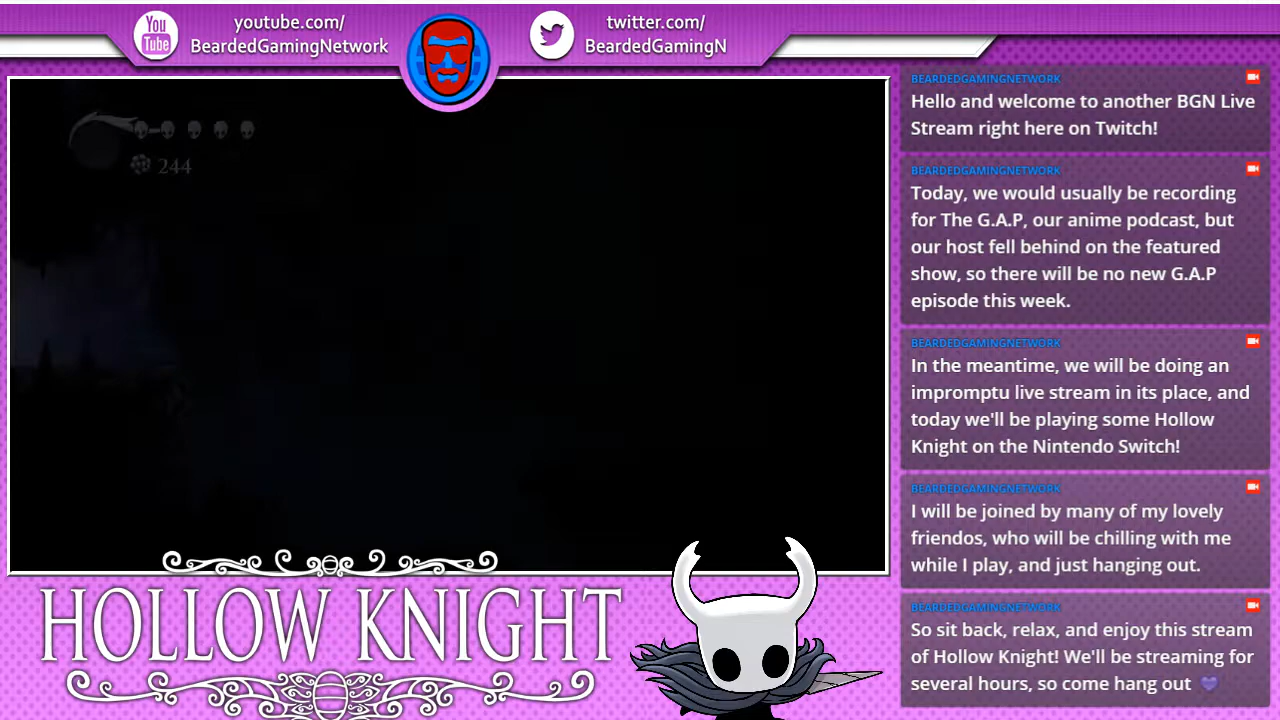 youtube.com/
BeardedGamingNetwork
You
Tube
twitter.com/
BeardedGamingN
244
HOLLOW KNIGHT
BEARDEDGAMINGNETWORK
Hello and welcome to another BGN Live
Stream right here on Twitch!
BEARDEDGAMINGNETWORK
Today, we would usually be recording
for The G.A.P, our anime podcast, but
our host fell behind on the featured
show, so there will be no new G.A.P
episode this week.
BEARDEDGAMINGNETWORK
In the meantime, we will be doing an
impromptu live stream in its place, and
today we'll be playing some Hollow
Knight on the Nintendo Switch!
BEARDEDGAMINGNETWORK
I will be joined by many of my lovely
friendos, who will be chilling with me
while I play, and just hanging out.
BEARDEDGAMINGNETWORK
So sit back, relax, and enjoy this stream
of Hollow Knight! We'll be streaming for
several hours, so come hang out 💜